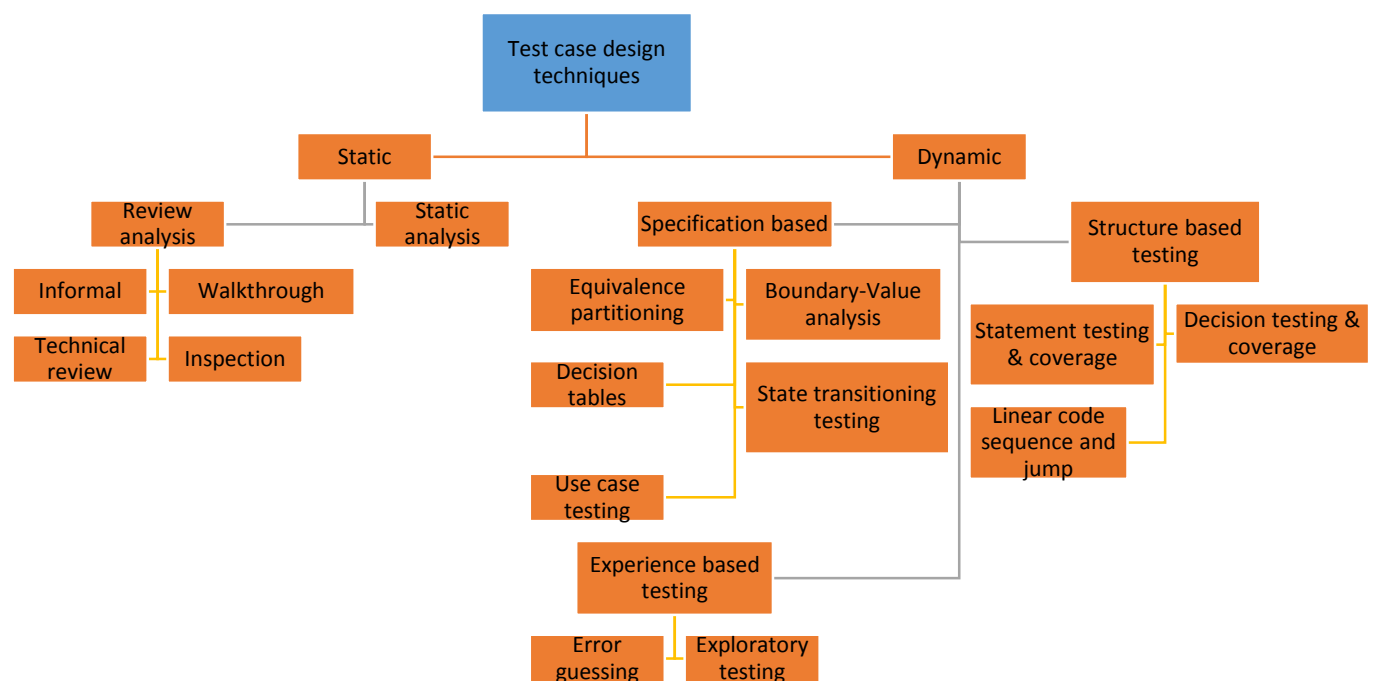 Test case design
techniques
Static
Dynamic
Review
analysis
Static
analysis
Specification based
Structure based
testing
Informal
Walkthrough
Equivalence
partitioning
Boundary-Value
analysis
Technical
review
Inspection
Statement testing
& coverage
Decision testing &
coverage
Decision
tables
State transitioning
testing
Linear code
sequence and
jump
Use case
testing
Experience based
testing
Error
guessing
Exploratory
testing